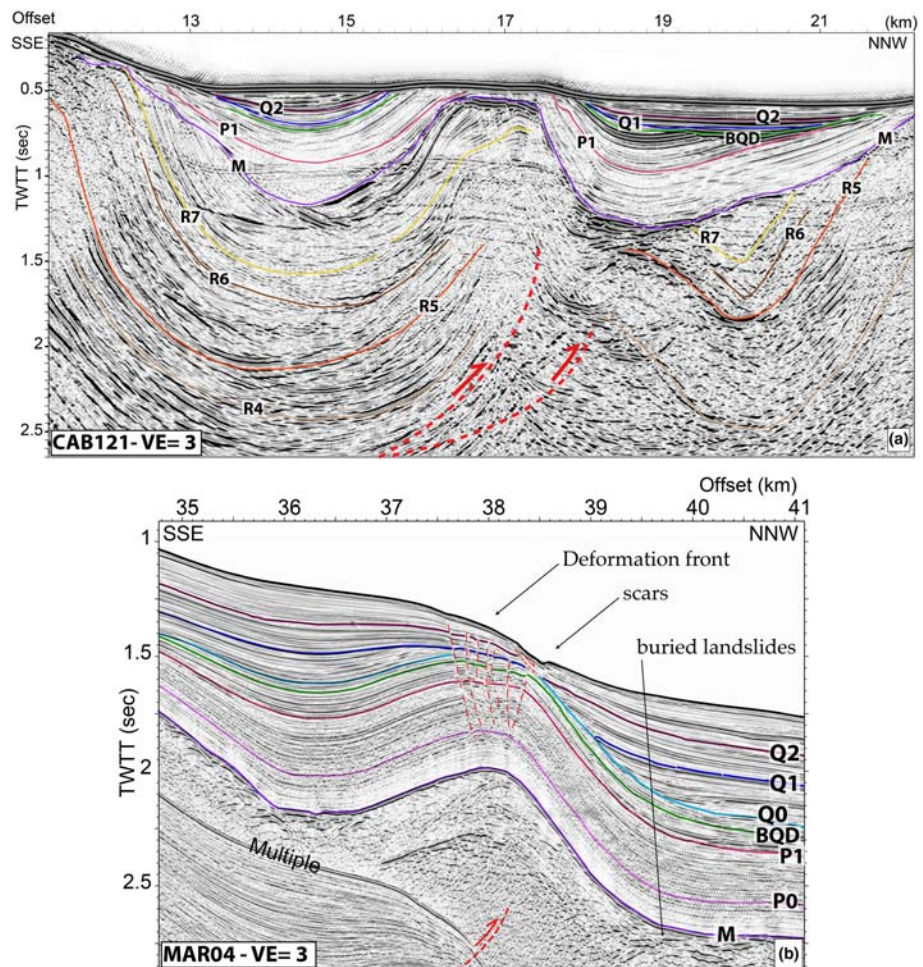 Offset 13 15 17 19 21 (km)
SSE NNW
TWTT (sec)
0.5
1
1.5
2
2.5
Q2
P1
M
R7
R6
R5
R4
Q1
Q2
BQD
P1
M
R5
R7
R6
CAB121- VE= 3
(a)
Offset (km)
35 36 37 38 39 40 41
SSE NNW
TWTT (sec)
1
1.5
2
2.5
Deformation front
scars
buried landslides
Q2
Q1
Q0
BQD
P1
P0
M
Multiple
MAR04 - VE= 3
(b)